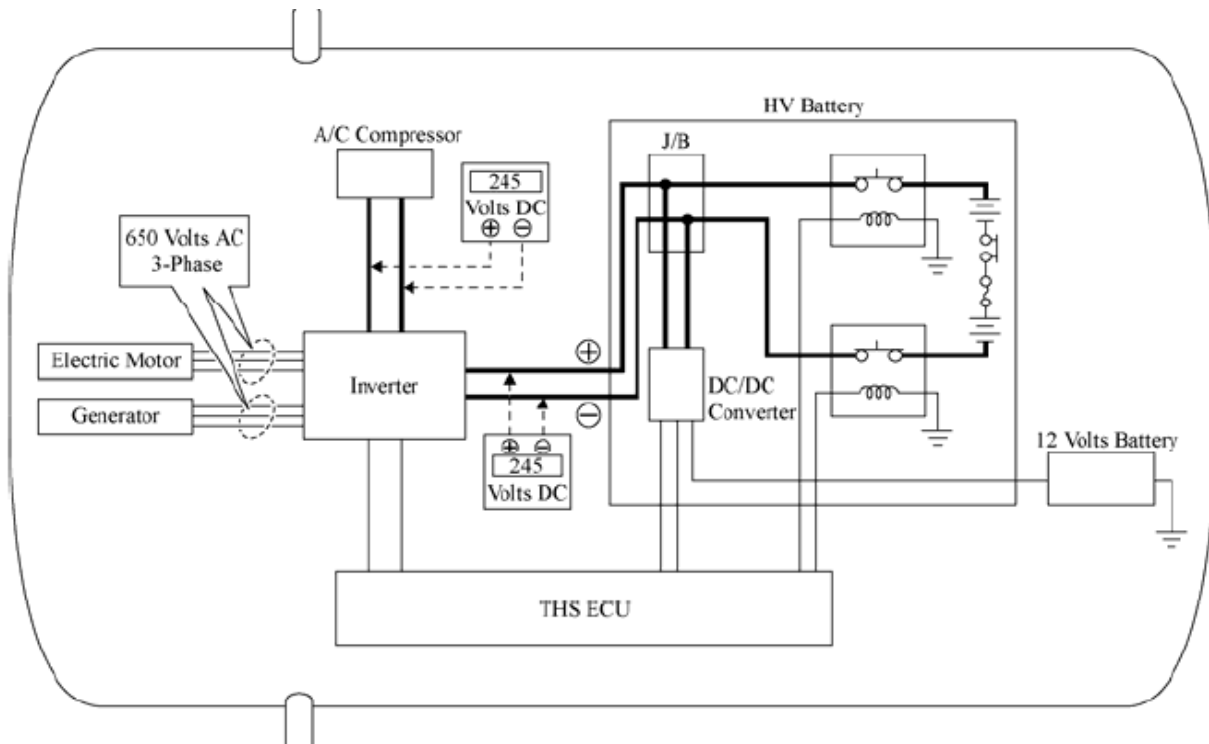 HV Battery
A/C Compressor
J/B
245
Volts DC
650 Volts AC
3-Phase
Electric Motor
Generator
Inverter
DC/DC
Converter
12 Volts Battery
245
Volts DC
THS ECU